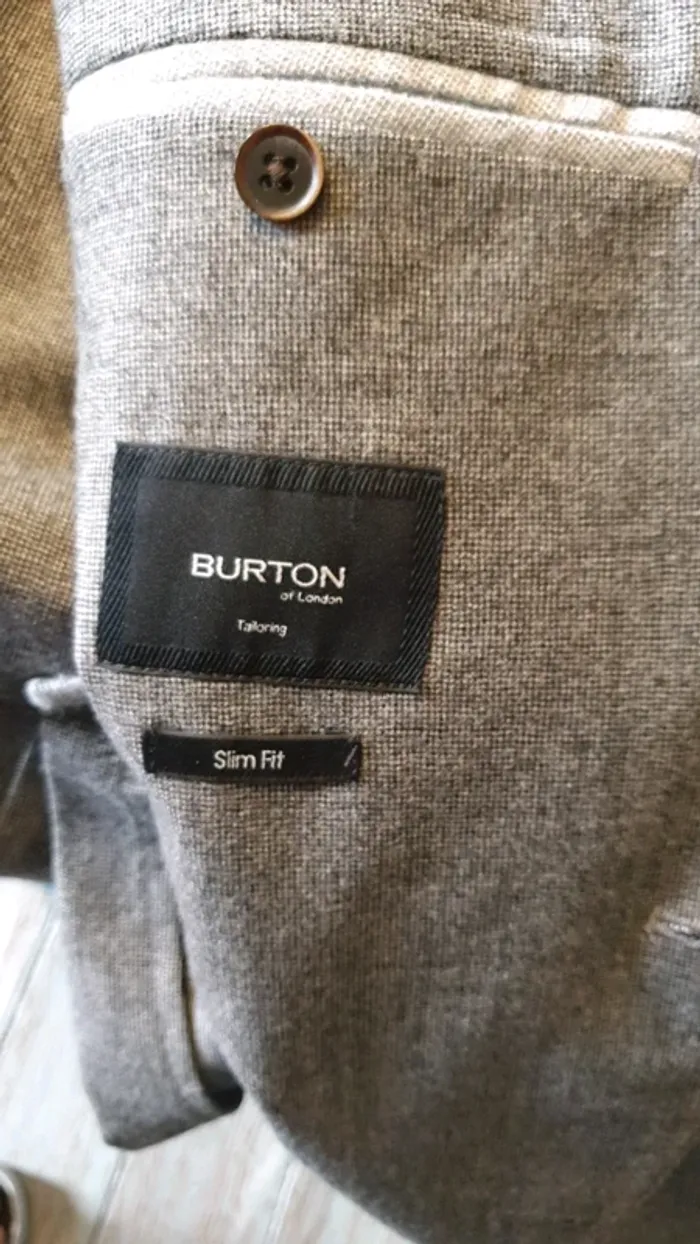 BURTON
of London
Tailoring
Slim Fit